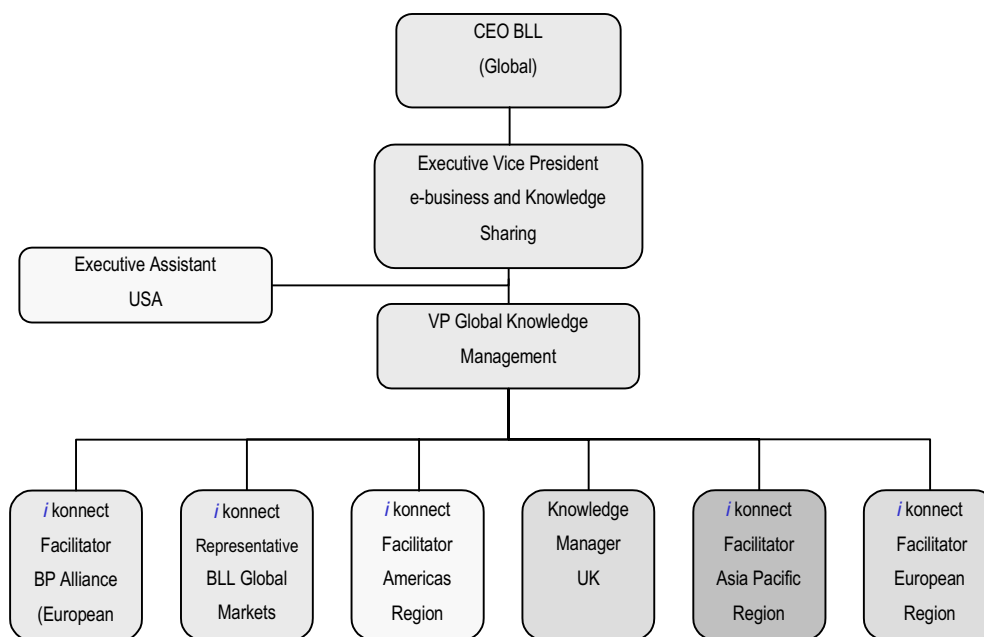 CEO BLL
(Global)
Executive Vice President
e-business and Knowledge
Sharing
Executive Assistant
USA
VP Global Knowledge
Management
i konnect
Facilitator
BP Alliance
(European
i konnect
Representative
BLL Global
Markets
i konnect
Facilitator
Americas
Region
Knowledge
Manager
UK
i konnect
Facilitator
Asia Pacific
Region
i konnect
Facilitator
European
Region